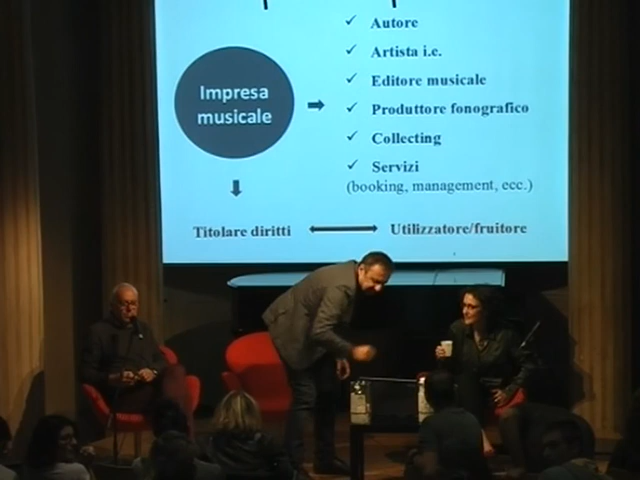 Impresa
musicale
Autore
Artista i.e.
Editore musicale
Produttore fonografico
Collecting
Servizi
(booking, management, ecc.)
Titolare diritti
Utilizzatore/fruitore